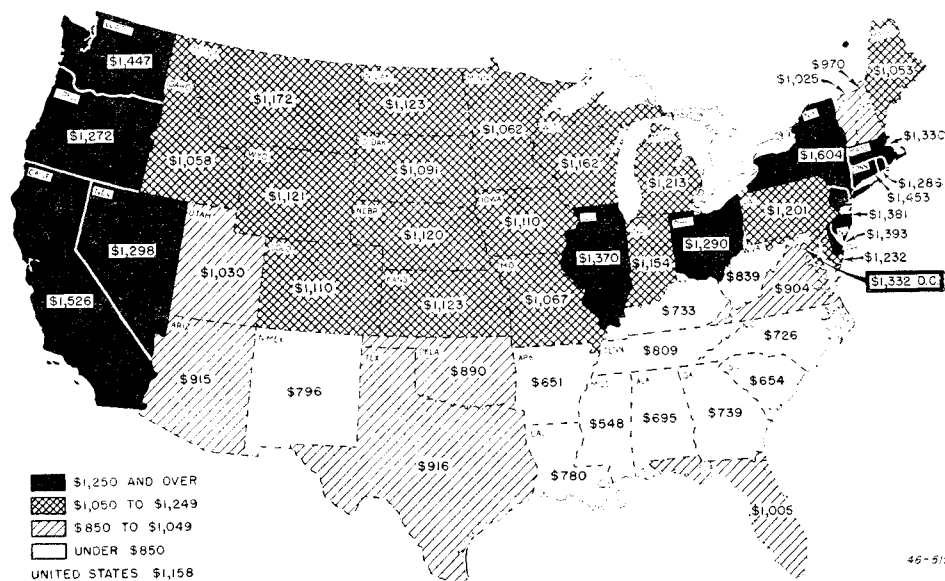 $970
$1,025
$1,053
$1,447
$1,172
$1,123
$1,062
$1,330
$1,272
$1,058
$1,091
$1,162
$1,213
$1,604
$1,286
$1,453
CALIF.
NEV.
$1,121
IOWA
$1,201
$1,381
UTAH
NEBR.
$1,110
$1,393
$1,298
$1,120
$1,370
$1,290
$1,232
$1,030
$1,154
$839
$1,332 D.C.
$1,526
$1,110
KANS.
$1,123
MO.
$1,067
$904
$733
ARIZ
N. MEX
TEX.
OKLA
ARK
TENN.
$809
$726
$915
$796
$890
$651
ALA
GA
$654
$548
$695
$739
LA.
$916
$780
$1,005
$1,250 AND OVER
$1,050 TO $1,249
$850 TO $1,049
UNDER $850
UNITED STATES $1,158